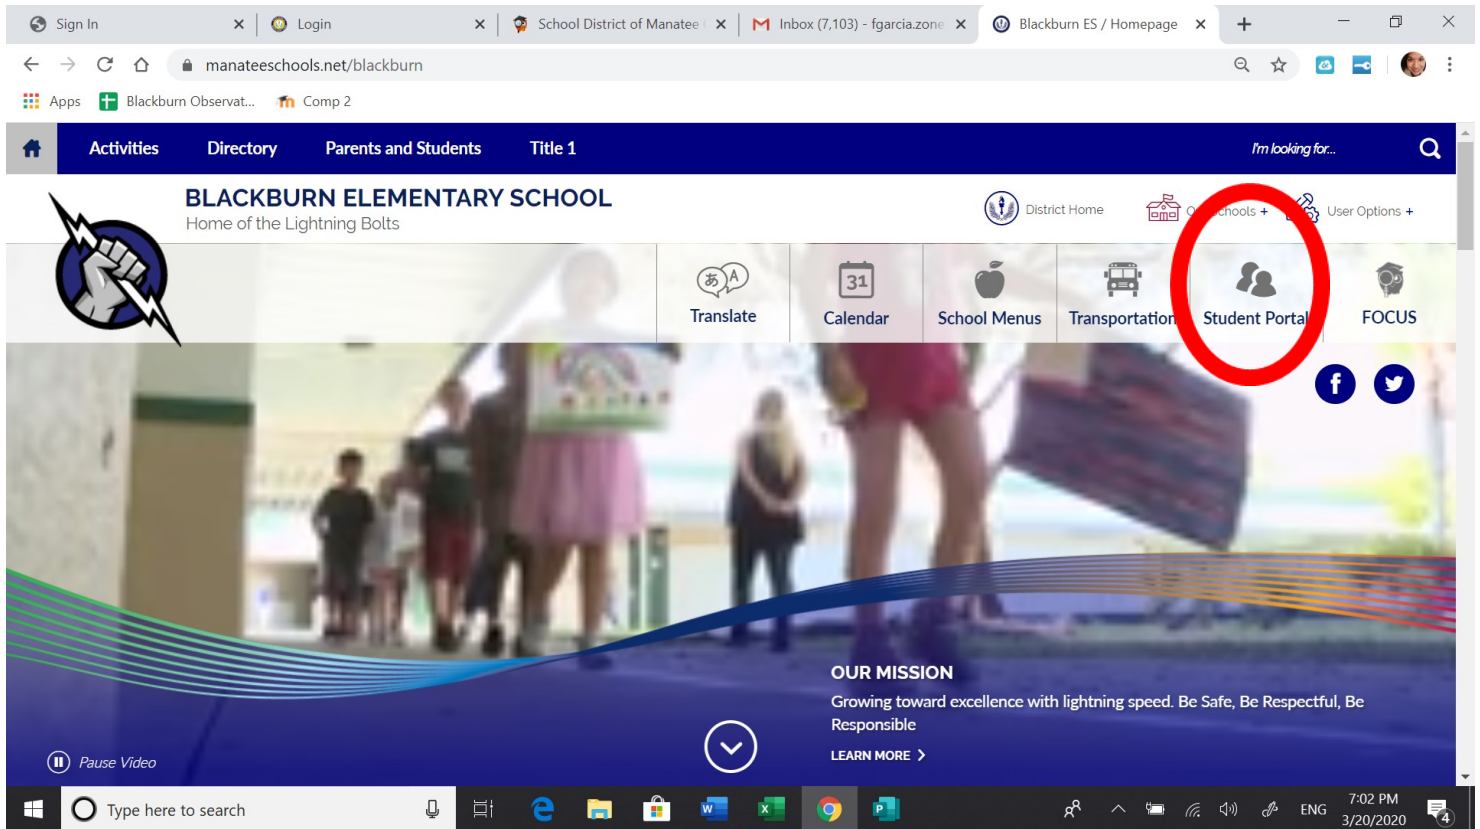 Sign In
Login
School District of Manatee
Inbox (7,103) - fgarcia.zone
Blackburn ES / Homepage
manateeschools.net/blackburn
Apps
Blackburn Observat...
Comp 2
Activities
Directory
Parents and Students
Title 1
I'm looking for...
BLACKBURN ELEMENTARY SCHOOL
Home of the Lightning Bolts
District Home
User Options +
あ A
Translate
31
Calendar
School Menus
Transportation
Student Portal
FOCUS
OUR MISSION
Growing toward excellence with lightning speed. Be Safe, Be Respectful, Be
Responsible
LEARN MORE
Pause Video
Type here to search
ENG
7:02 PM
3/20/2020
4